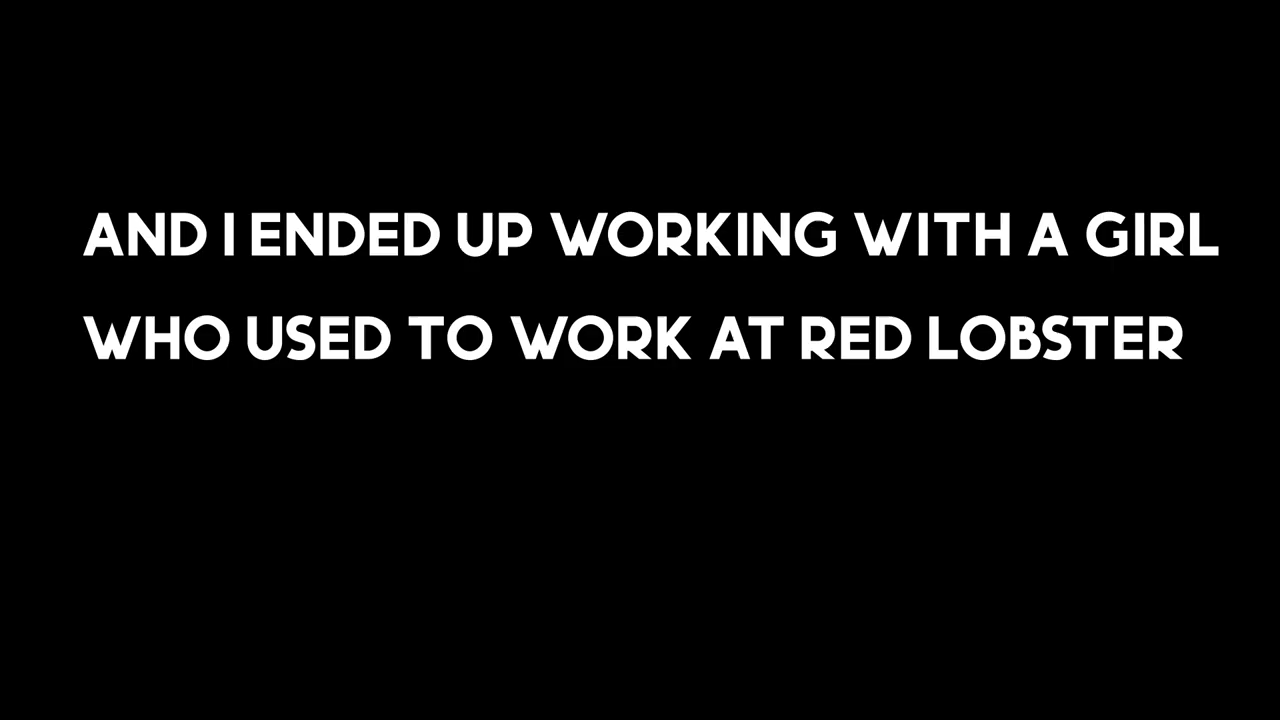 AND I ENDED UP WORKING WITH A GIRL
WHO USED TO WORK AT RED LOBSTER